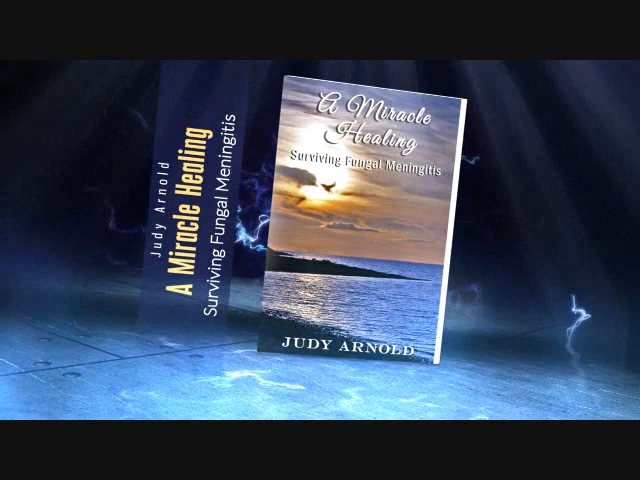 Judy Arnold
A Miracle Healing
Surviving Fungal Meningitis
A Miracle
Healing
Surviving Fungal Meningitis
JUDY ARNOLD